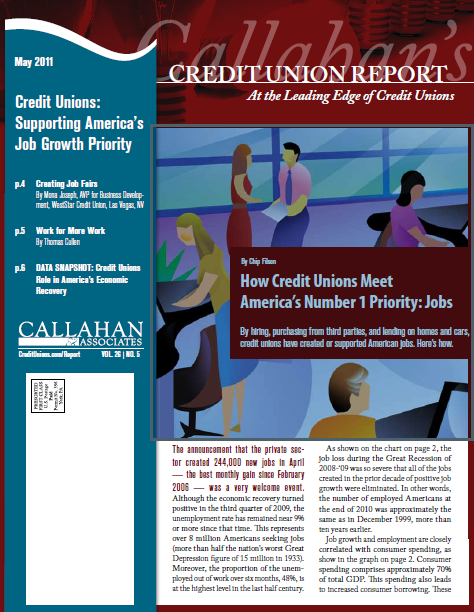 Callahan's
CREDIT UNION REPORT
At the Leading Edge of Credit Unions
May 2011
Credit Unions:
Supporting America's
Job Growth Priority
p.4 Creating Job Fairs
By Mona Joseph, AVP for Business Develop-
ment, WestStar Credit Union, Las Vegas, NV
p.5 Work for More Work
By Thomas Cullen
p.6 DATA SNAPSHOT: Credit Unions
Role in America's Economic
Recovery
CALLAHAN
& ASSOCIATES
CreditUnions.com/Report VOL. 26 | NO. 5
PRESORTED
FIRST CLASS
U.S. Postage
Paid
By Chip Filson
How Credit Unions Meet
America's Number 1 Priority: Jobs
By hiring, purchasing from third parties, and lending on homes and cars,
credit unions have created or supported American jobs. Here's how.
The announcement that the private sec-
tor created 244,000 new jobs in April
— the best monthly gain since February
2006 — was a very welcome event.
Although the economic recovery turned
positive in the third quarter of 2009, the
unemployment rate has remained near 9%
or more since that time. This represents
over 8 million Americans seeking jobs
(more than half the nation's worst Great
Depression figure of 15 million in 1933).
Moreover, the proportion of the unem-
ployed out of work over six months, 48%, is
at the highest level in the last half century.
As shown on the chart on page 2, the
job loss during the Great Recession of
2008-'09 was so severe that all of the jobs
created in the prior decade of positive job
growth were eliminated. In other words,
the number of employed Americans at
the end of 2010 was approximately the
same as in December 1999, more than
ten years earlier.
Job growth and employment are closely
correlated with consumer spending, as
show in the graph on page 2. Consumer
spending comprises approximately 70%
of total GDP. This spending also leads
to increased consumer borrowing. These